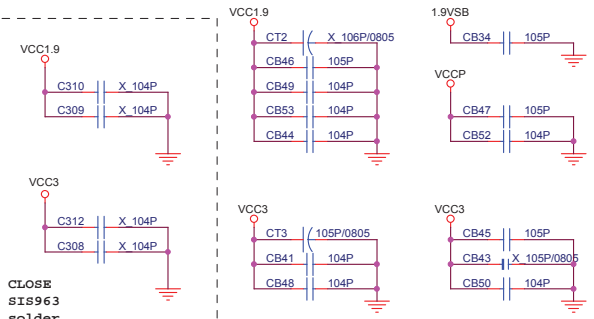 VCC1.9
C310 X_104P
C309 X_104P
VCC3
C312 X_104P
C308 X_104P
CLOSE
SIS963
solder
VCC1.9
CT2 X_106P/0805
CB46 105P
CB49 104P
CB53 104P
CB44 104P
VCC3
CT3 105P/0805
CB41 104P
CB48 104P
1.9VSB
CB34 105P
VCCP
CB47 105P
CB52 104P
VCC3
CB45 105P
CB43 X_105P/0805
CB50 104P